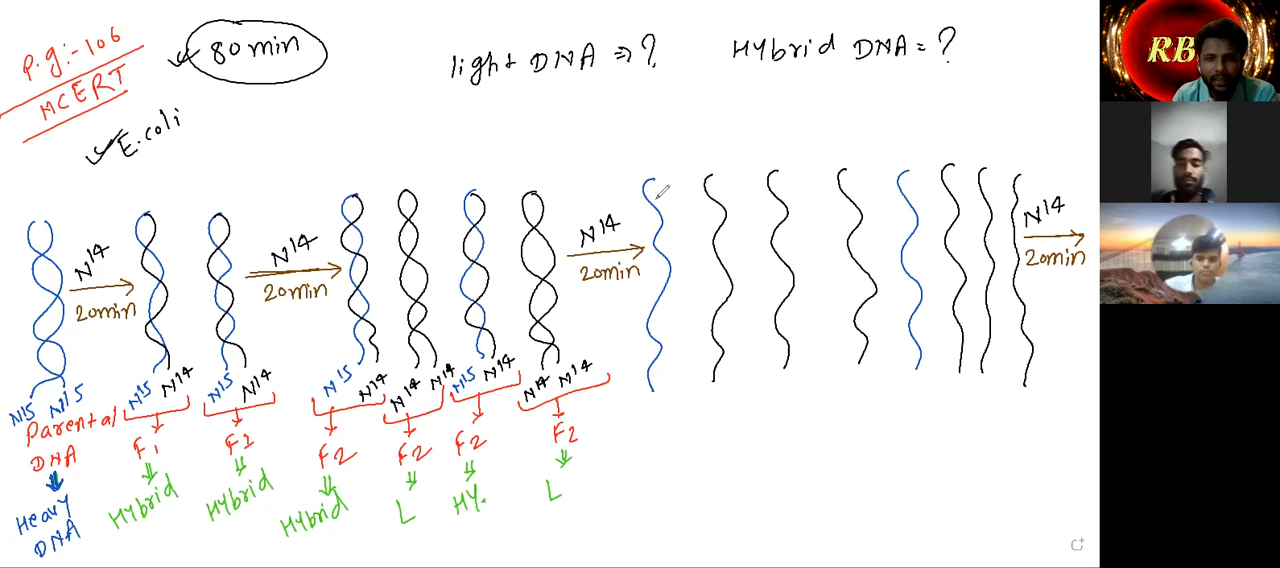 P.g:-106
NCERT
80 min
light DNA ⇒ ?
Hybrid DNA = ?
E.coli
N14
20min
N14
20min
N14
20min
N14
20min
N15 N15
N15 N14
N15 N14
N15 N14
N14 N14
N15 N14
N14 N14
Parental
DNA
F1
F1
F2
F2
F2
F2
Heavy
DNA
Hybrid
Hybrid
Hybrid
L
HY.
L
RB